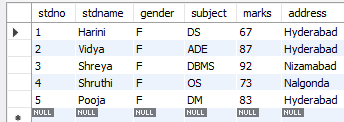 stdno stdname gender subject marks address
1 Harini F DS 67 Hyderabad
2 Vidya F ADE 87 Hyderabad
3 Shreya F DBMS 92 Nizamabad
4 Shruthi F OS 73 Nalgonda
5 Pooja F DM 83 Hyderabad
NULL NULL NULL NULL NULL NULL